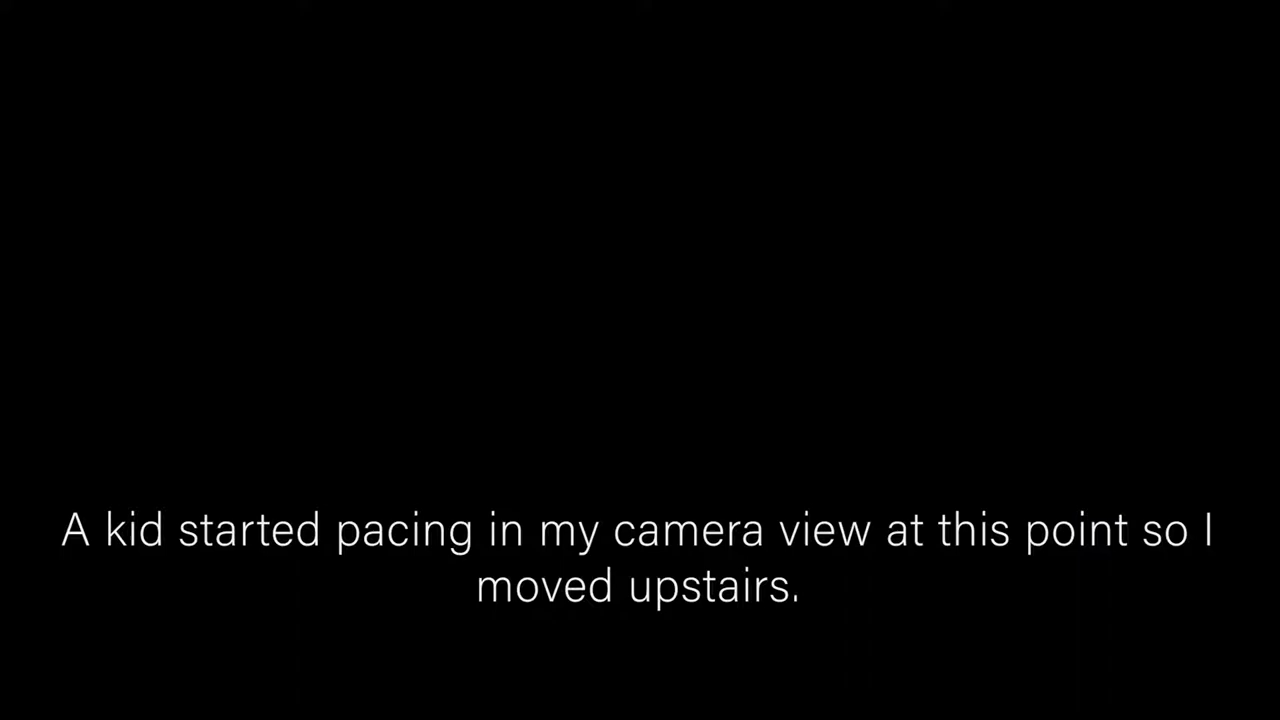 A kid started pacing in my camera view at this point so I
moved upstairs.